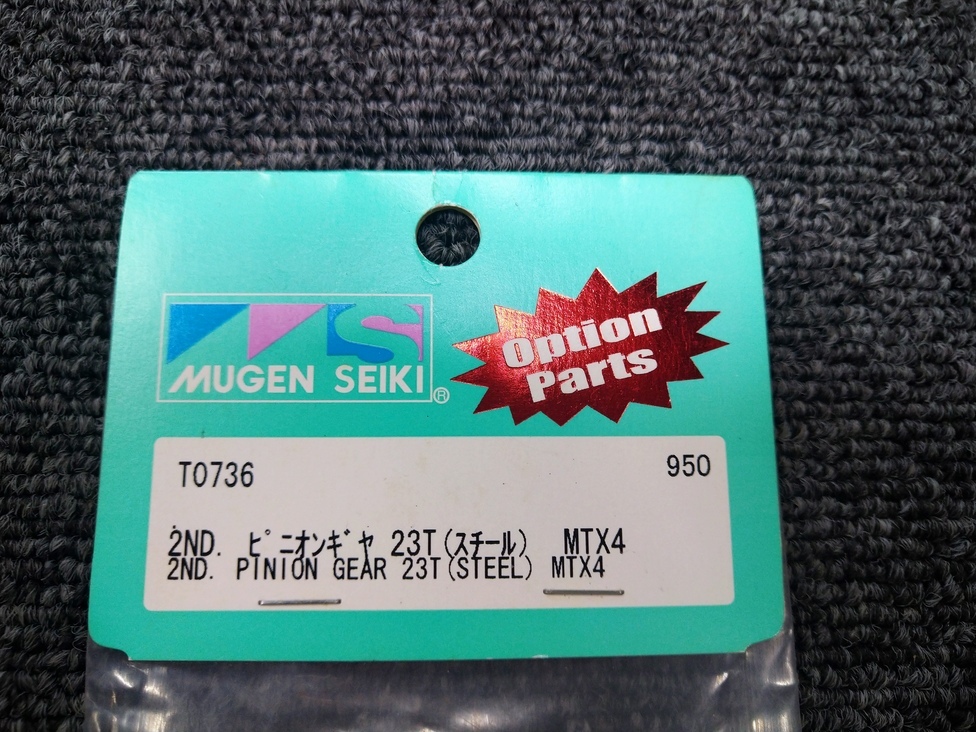 MUGEN SEIKI®
Option
Parts
T0736 950
2ND. ピニオンギヤ 23T(スチール) MTX4
2ND. PINION GEAR 23T(STEEL) MTX4